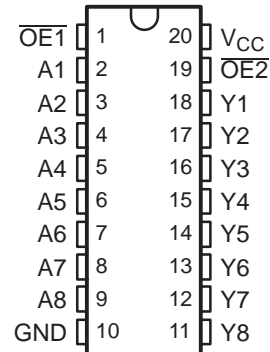 OE1 1 20 VCC
A1 2 19 OE2
A2 3 18 Y1
A3 4 17 Y2
A4 5 16 Y3
A5 6 15 Y4
A6 7 14 Y5
A7 8 13 Y6
A8 9 12 Y7
GND 10 11 Y8